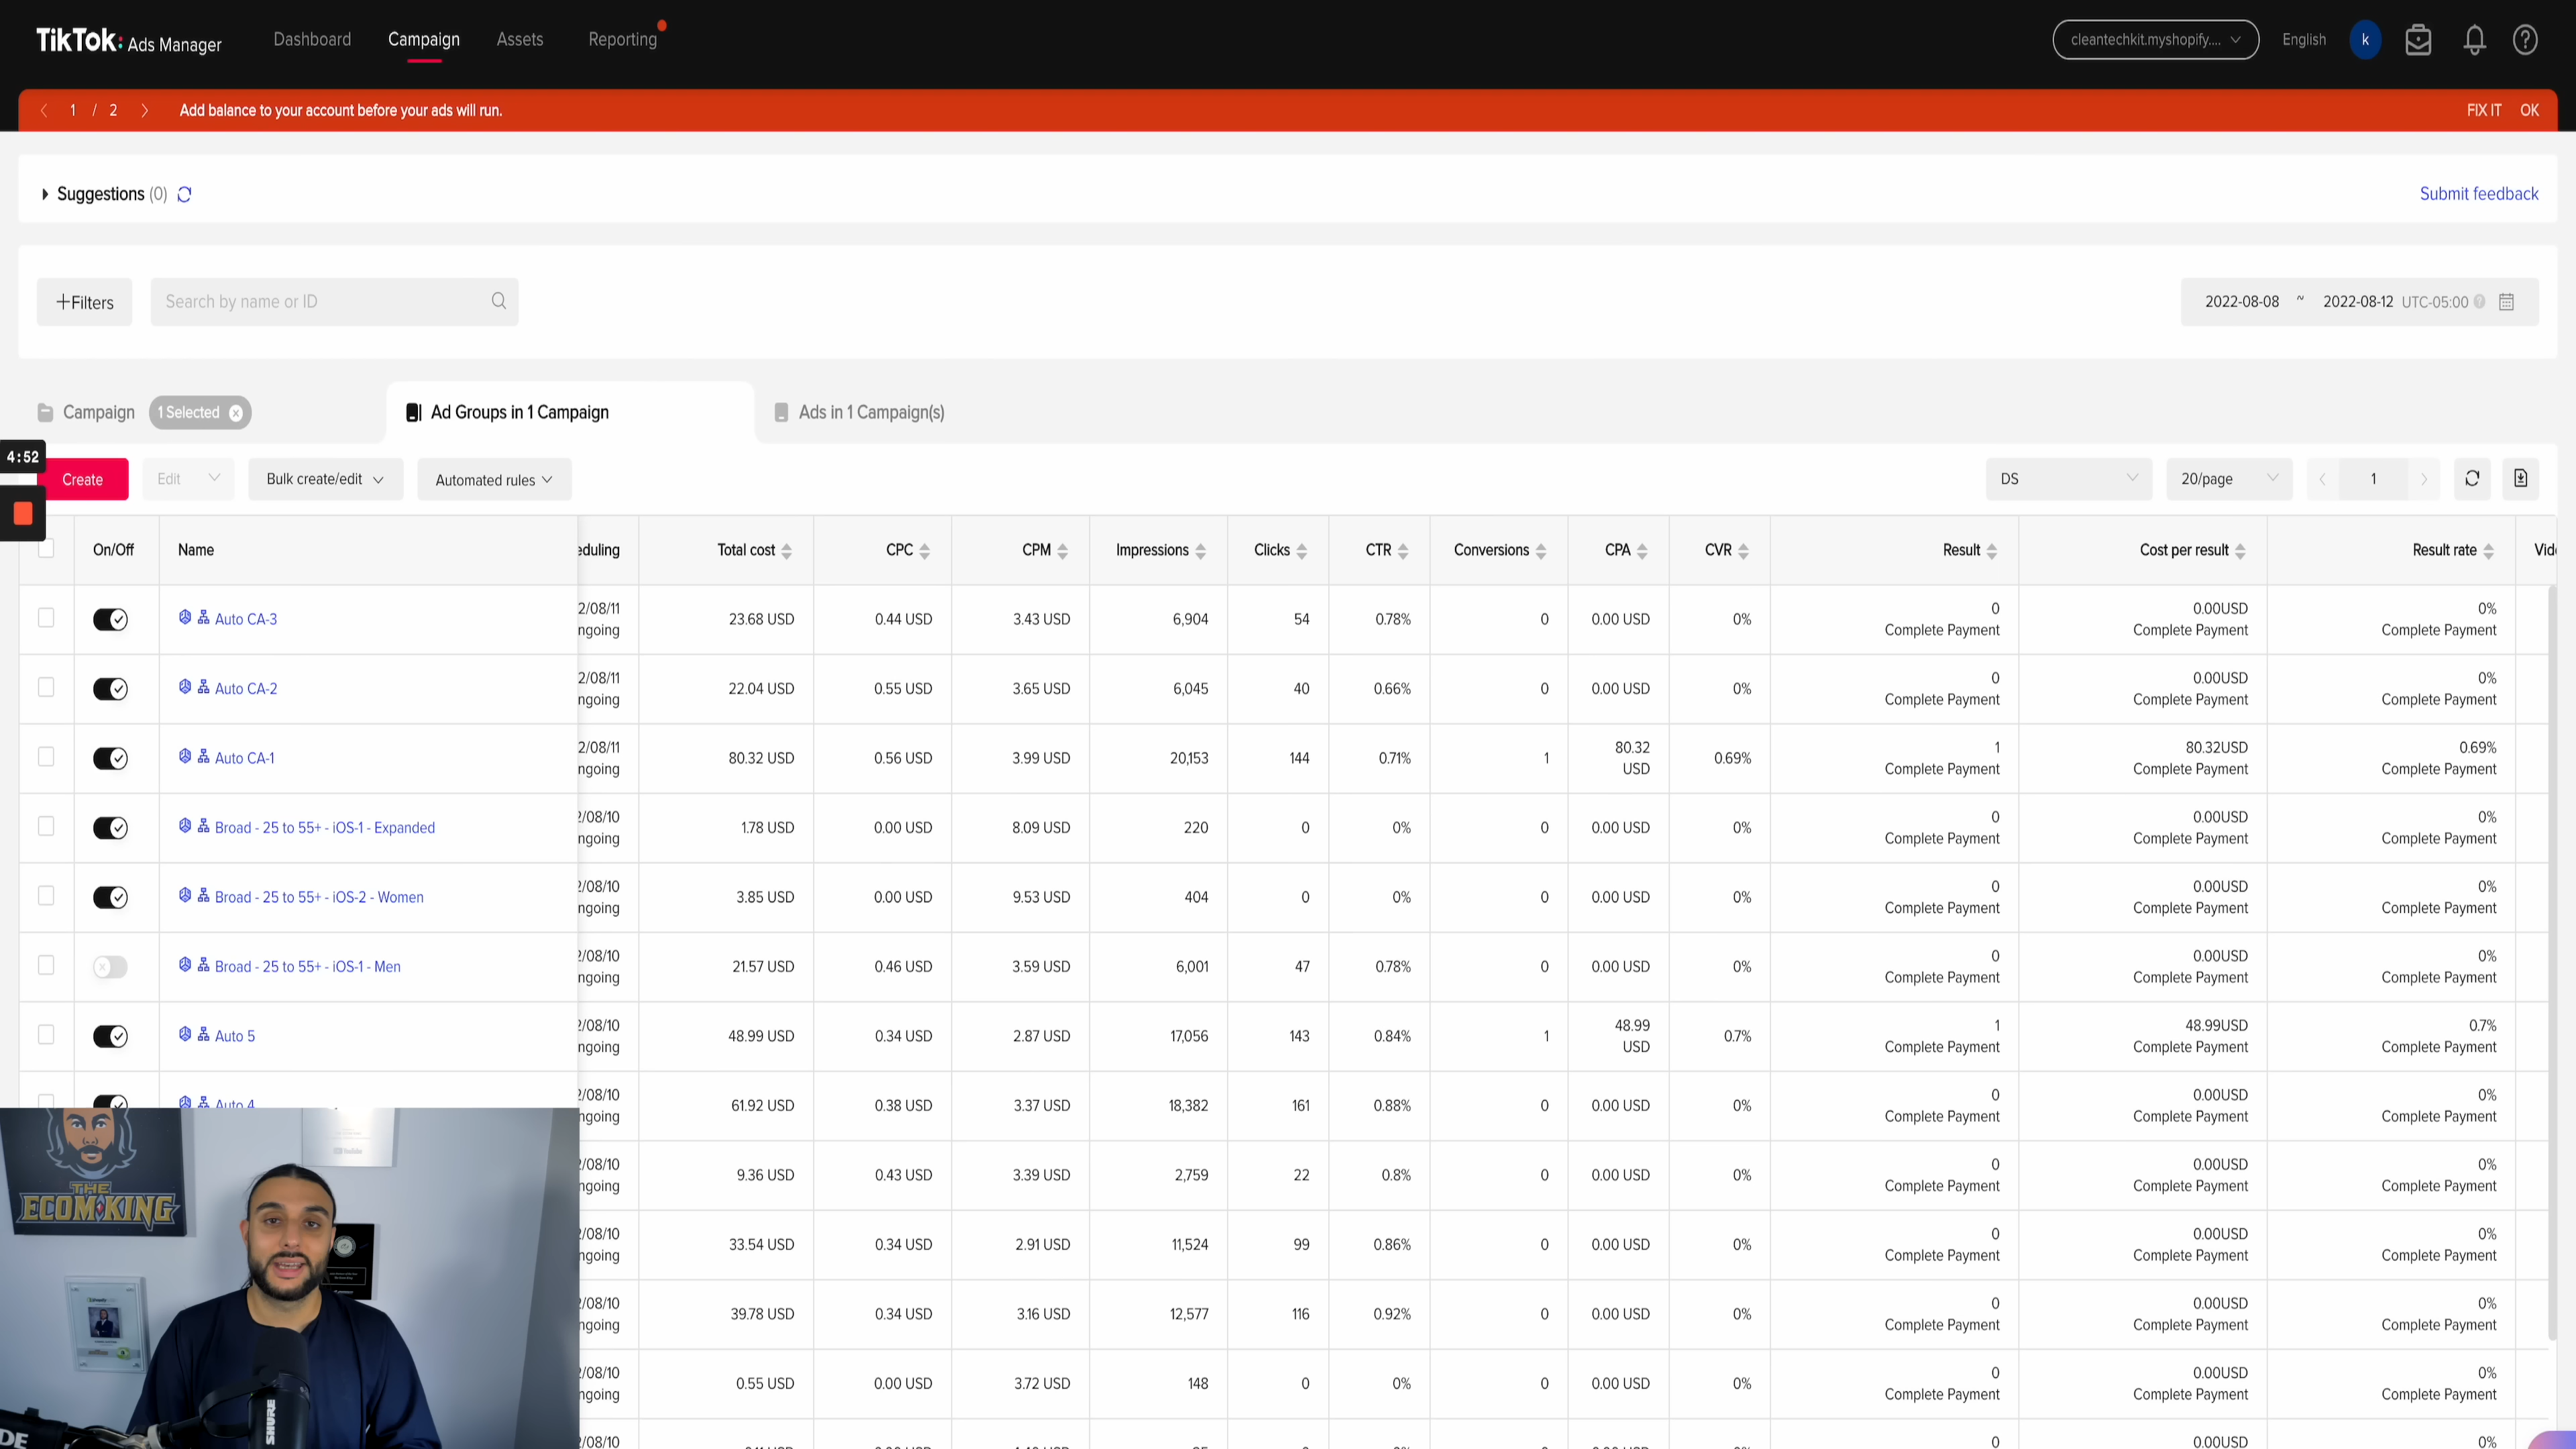 TikTok: Ads Manager Dashboard Campaign Assets Reporting cleantechkit.myshopify.... English k
1 / 2 Add balance to your account before your ads will run. FIX IT OK
Suggestions (0) Submit feedback
+Filters Search by name or ID 2022-08-08 ~ 2022-08-12 UTC-05:00
Campaign 1 Selected Ad Groups in 1 Campaign Ads in 1 Campaign(s)
4:52
Create Edit Bulk create/edit Automated rules DS 20/page 1
On/Off Name eduling Total cost CPC CPM Impressions Clicks CTR Conversions CPA CVR Result Cost per result Result rate Vid
2/08/11 0 0.00USD 0%
Auto CA-3 23.68 USD 0.44 USD 3.43 USD 6,904 54 0.78% 0 0.00 USD 0%
ngoing Complete Payment Complete Payment Complete Payment
2/08/11 0 0.00USD 0%
Auto CA-2 22.04 USD 0.55 USD 3.65 USD 6,045 40 0.66% 0 0.00 USD 0%
ngoing Complete Payment Complete Payment Complete Payment
2/08/11 80.32 1 80.32USD 0.69%
Auto CA-1 80.32 USD 0.56 USD 3.99 USD 20,153 144 0.71% 1 0.69%
ngoing USD Complete Payment Complete Payment Complete Payment
2/08/10 0 0.00USD 0%
Broad - 25 to 55+ - iOS-1 - Expanded 1.78 USD 0.00 USD 8.09 USD 220 0 0% 0 0.00 USD 0%
ngoing Complete Payment Complete Payment Complete Payment
2/08/10 0 0.00USD 0%
Broad - 25 to 55+ - iOS-2 - Women 3.85 USD 0.00 USD 9.53 USD 404 0 0% 0 0.00 USD 0%
ngoing Complete Payment Complete Payment Complete Payment
2/08/10 0 0.00USD 0%
Broad - 25 to 55+ - iOS-1 - Men 21.57 USD 0.46 USD 3.59 USD 6,001 47 0.78% 0 0.00 USD 0%
ngoing Complete Payment Complete Payment Complete Payment
2/08/10 48.99 1 48.99USD 0.7%
Auto 5 48.99 USD 0.34 USD 2.87 USD 17,056 143 0.84% 1 0.7%
ngoing USD Complete Payment Complete Payment Complete Payment
2/08/10 0 0.00USD 0%
Auto 4 61.92 USD 0.38 USD 3.37 USD 18,382 161 0.88% 0 0.00 USD 0%
ngoing Complete Payment Complete Payment Complete Payment
2/08/10 0 0.00USD 0%
9.36 USD 0.43 USD 3.39 USD 2,759 22 0.8% 0 0.00 USD 0%
ngoing Complete Payment Complete Payment Complete Payment
2/08/10 0 0.00USD 0%
33.54 USD 0.34 USD 2.91 USD 11,524 99 0.86% 0 0.00 USD 0%
ngoing Complete Payment Complete Payment Complete Payment
2/08/10 0 0.00USD 0%
39.78 USD 0.34 USD 3.16 USD 12,577 116 0.92% 0 0.00 USD 0%
ngoing Complete Payment Complete Payment Complete Payment
2/08/10 0 0.00USD 0%
0.55 USD 0.00 USD 3.72 USD 148 0 0% 0 0.00 USD 0%
ngoing Complete Payment Complete Payment Complete Payment
2/08/10 0 0.00USD 0%
THE
ECOM KING
YouTube
SHURE